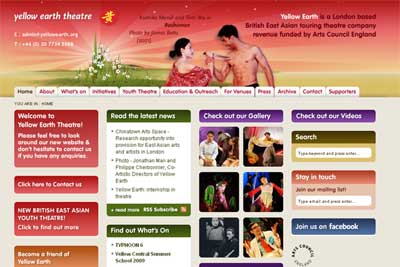 yellow earth theatre
黄
E : admin@yellowearth.org
T : +44 (0) 20 7734 5988
Kumiko Mendl and Tom Wu in
Rashomon
Photo by Jamie Batty
(2001)
Yellow Earth is a London based
British East Asian touring theatre company
revenue funded by Arts Council England
Home About What's on Initiatives Youth Theatre Education & Outreach For Venues Press Archive Contact Supporters
YOU ARE IN : HOME
Welcome to
Yellow Earth Theatre!
Please feel free to look
around our new website &
don't hesitate to contact us
if you have any enquiries.
Click here to Contact us
NEW BRITISH EAST ASIAN
YOUTH THEATRE!
Click to find out more
Become a friend of
Yellow Earth
Read the latest news
Chinatown Arts Space -
Research opportunity into
provision for East Asian arts
and artists in London
Photo - Jonathan Man and
Philippe Cherbonnier, Co-
Artistic Directors of Yellow
Earth
Yellow Earth: internship in
theatre
read more RSS Subscribe
Find out What's On
TYPHOON 6
Yellow Central Summer
School 2009
Check out our Gallery
Check out our Videos
Search
Type keyword and press enter...
Stay in touch
Join our mailing list!
Type email and press enter...
Join us on facebook
ARTS COUNCIL
ENGLAND